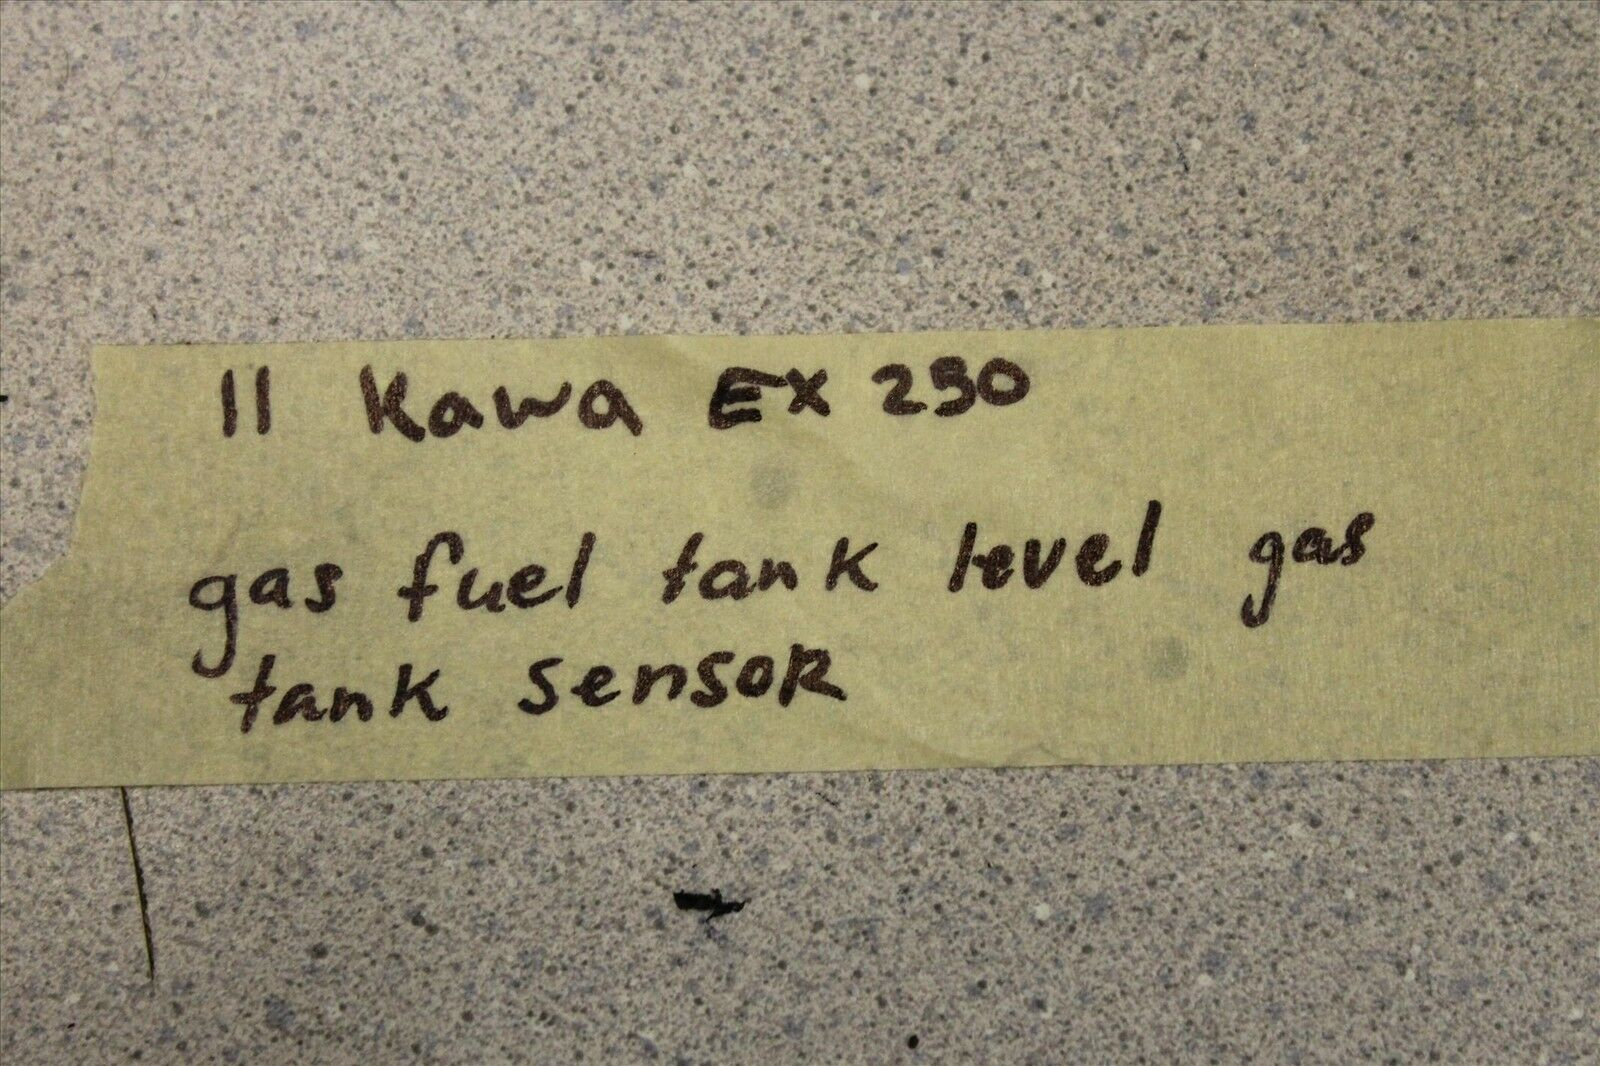 11 Kawa EX 250
gas fuel tank level gas
tank sensoR